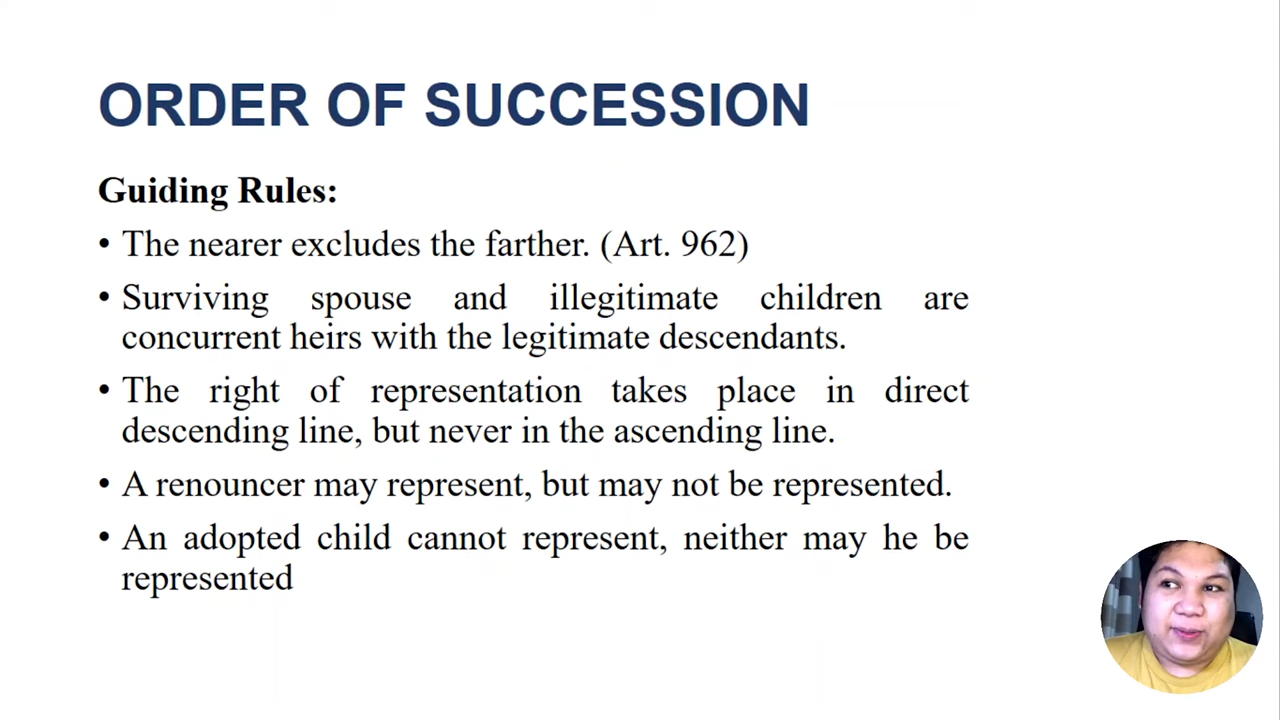 ORDER OF SUCCESSION
Guiding Rules:
• The nearer excludes the farther. (Art. 962)
• Surviving spouse and illegitimate children are
concurrent heirs with the legitimate descendants.
• The right of representation takes place in direct
descending line, but never in the ascending line.
• A renouncer may represent, but may not be represented.
• An adopted child cannot represent, neither may he be
represented